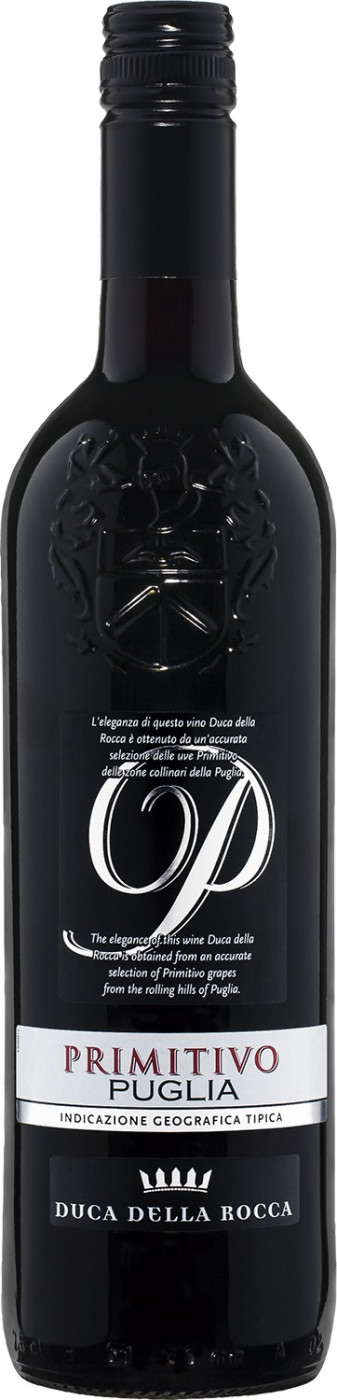 L'eleganza di questo vino Duca della
Rocca è ottenuto da un'accurata
selezione delle uve Primitivo
delle zone collinari della Puglia.
P
The elegance of this wine Duca della
Rocca is obtained from an accurate
selection of Primitivo grapes
from the rolling hills of Puglia.
PRIMITIVO
PUGLIA
INDICAZIONE GEOGRAFICA TIPICA
DUCA DELLA ROCCA